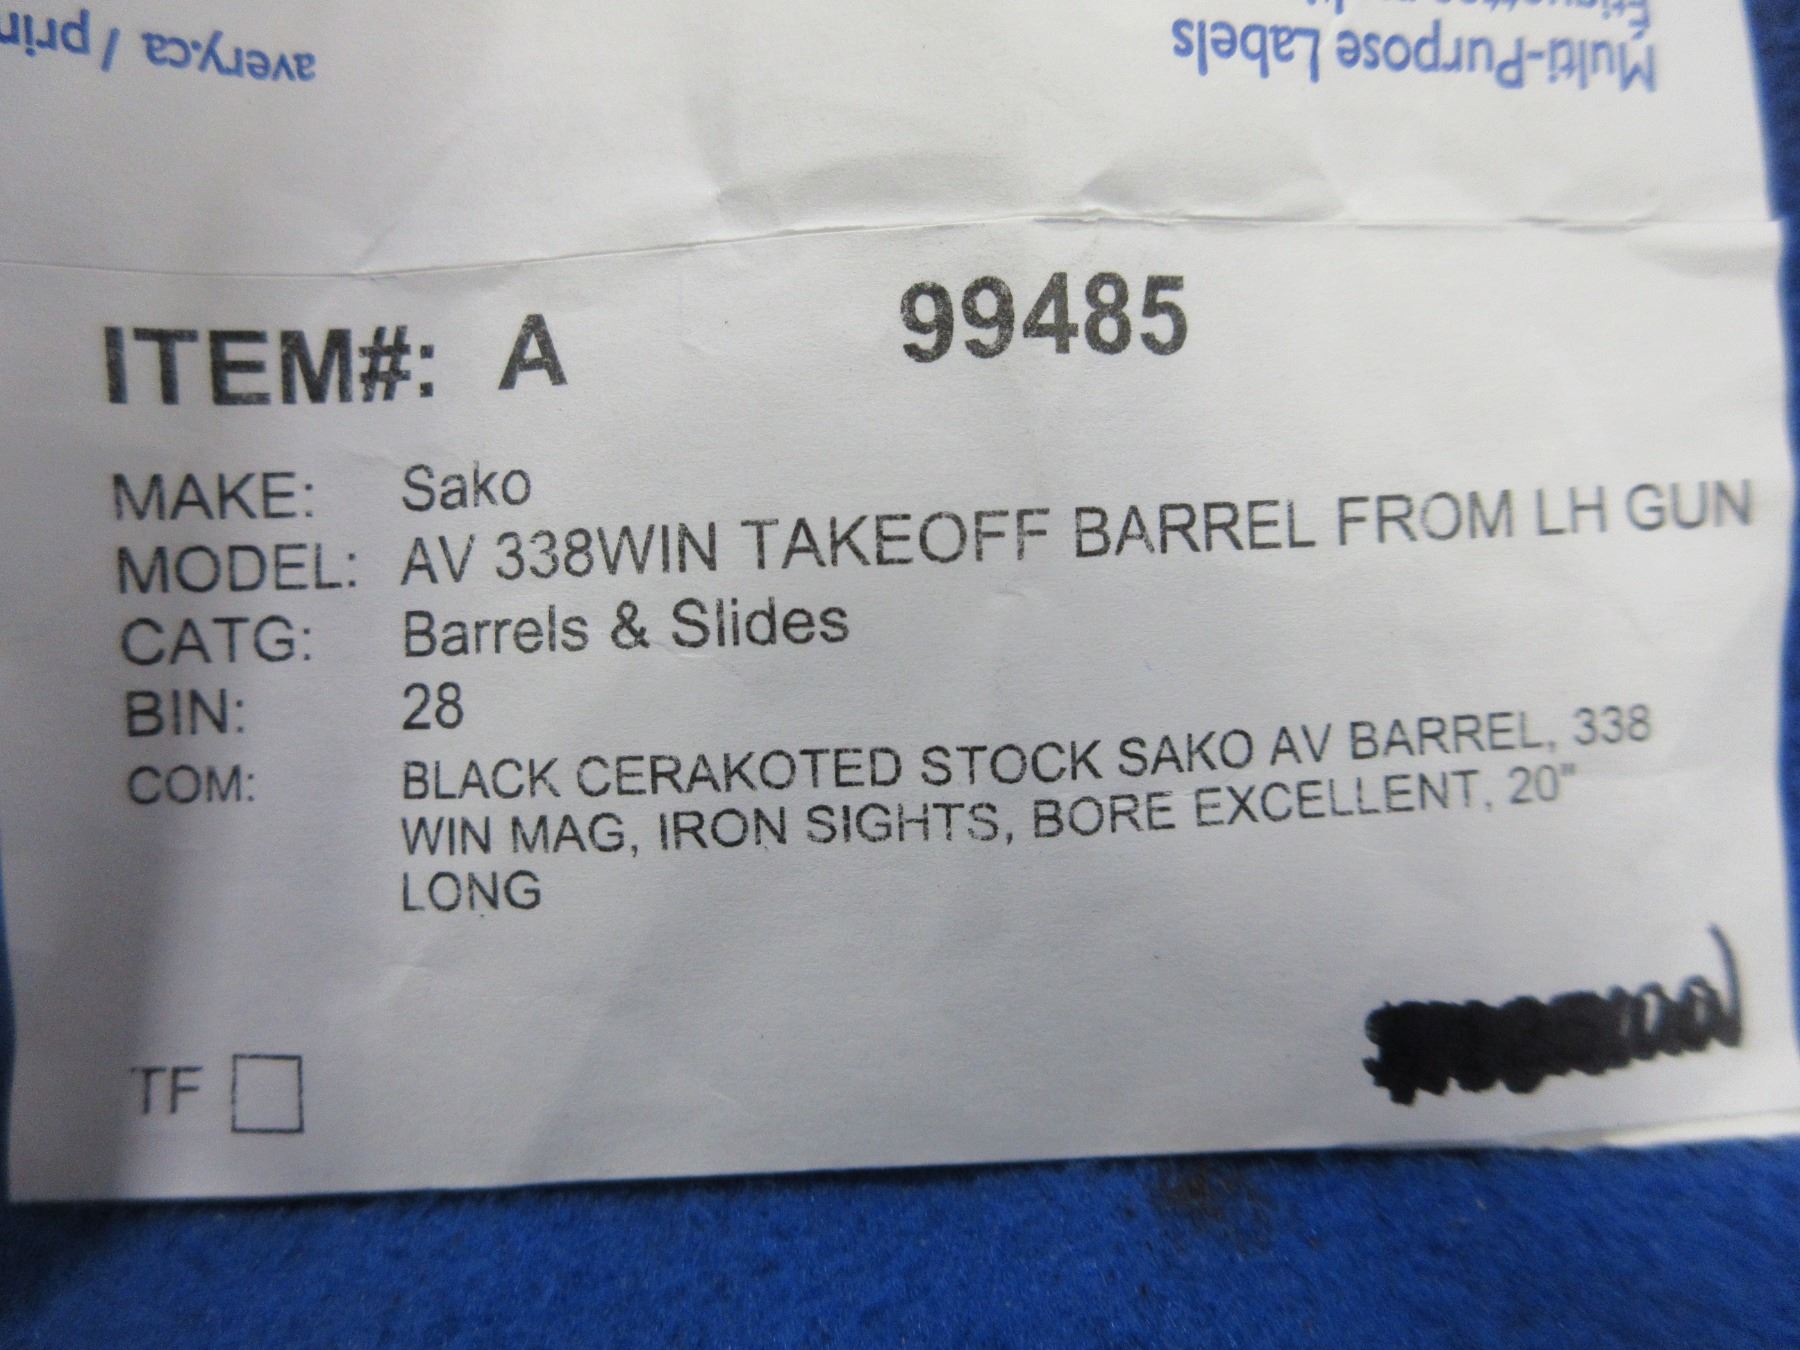 Multi-Purpose Labels
avery.ca / prin
ITEM#: A 99485
MAKE: Sako
MODEL: AV 338WIN TAKEOFF BARREL FROM LH GUN
CATG: Barrels & Slides
BIN: 28
COM: BLACK CERAKOTED STOCK SAKO AV BARREL, 338
WIN MAG, IRON SIGHTS, BORE EXCELLENT, 20"
LONG
TF